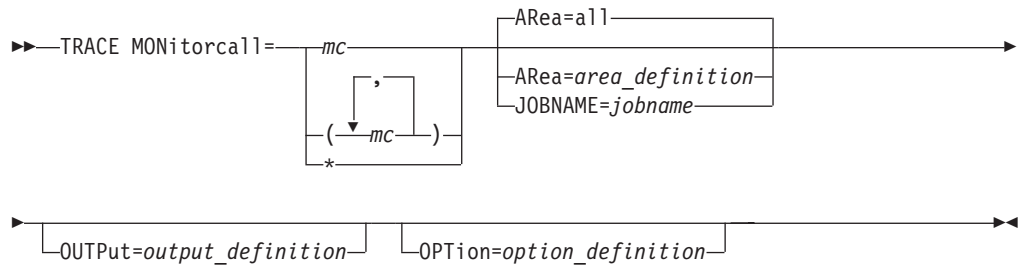 ARea=all
TRACE MONitorcall= mc
, ARea=area_definition
JOBNAME=jobname
( mc )
*
OUTPut=output_definition OPTion=option_definition